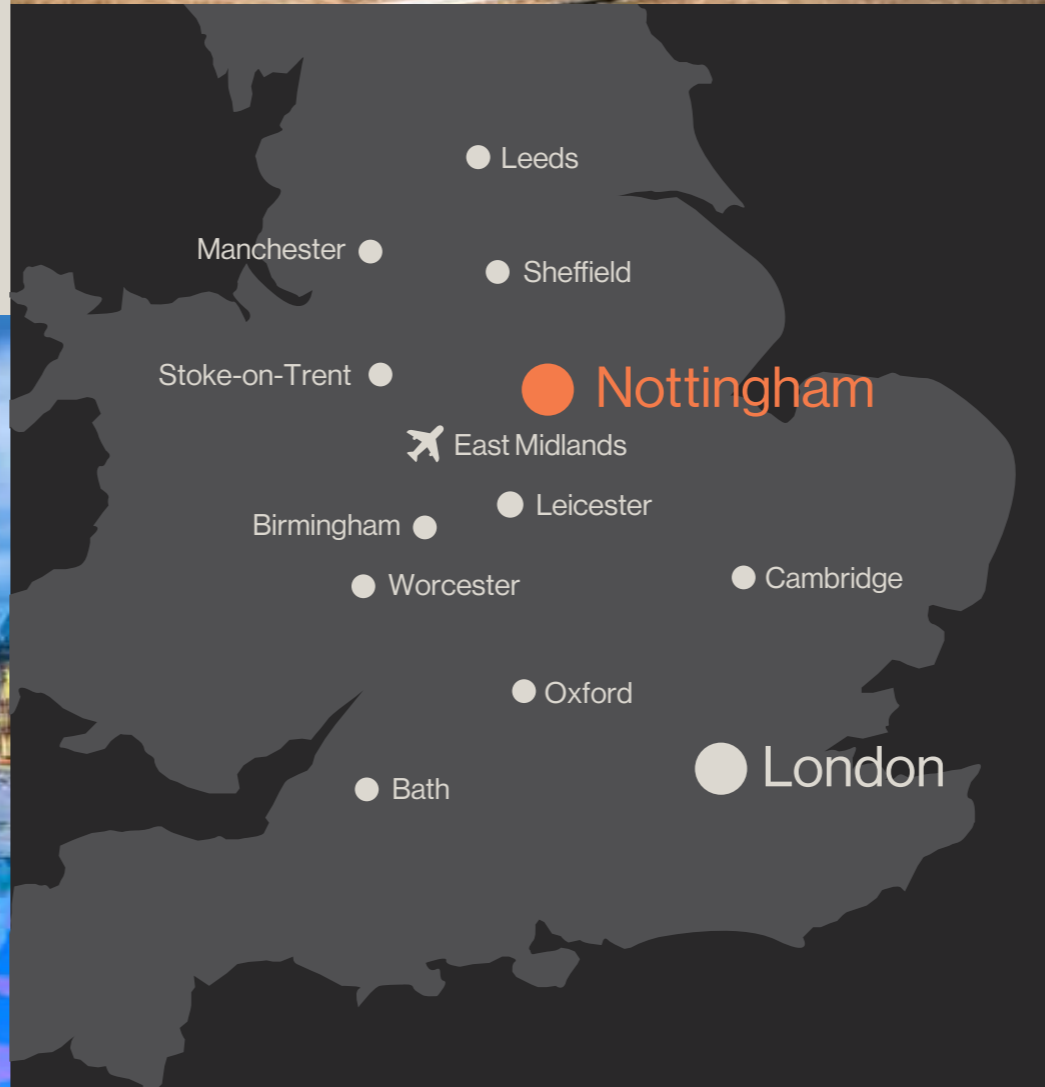 Leeds
Manchester
Sheffield
Stoke-on-Trent
Nottingham
East Midlands
Leicester
Birmingham
Worcester
Cambridge
Oxford
London
Bath